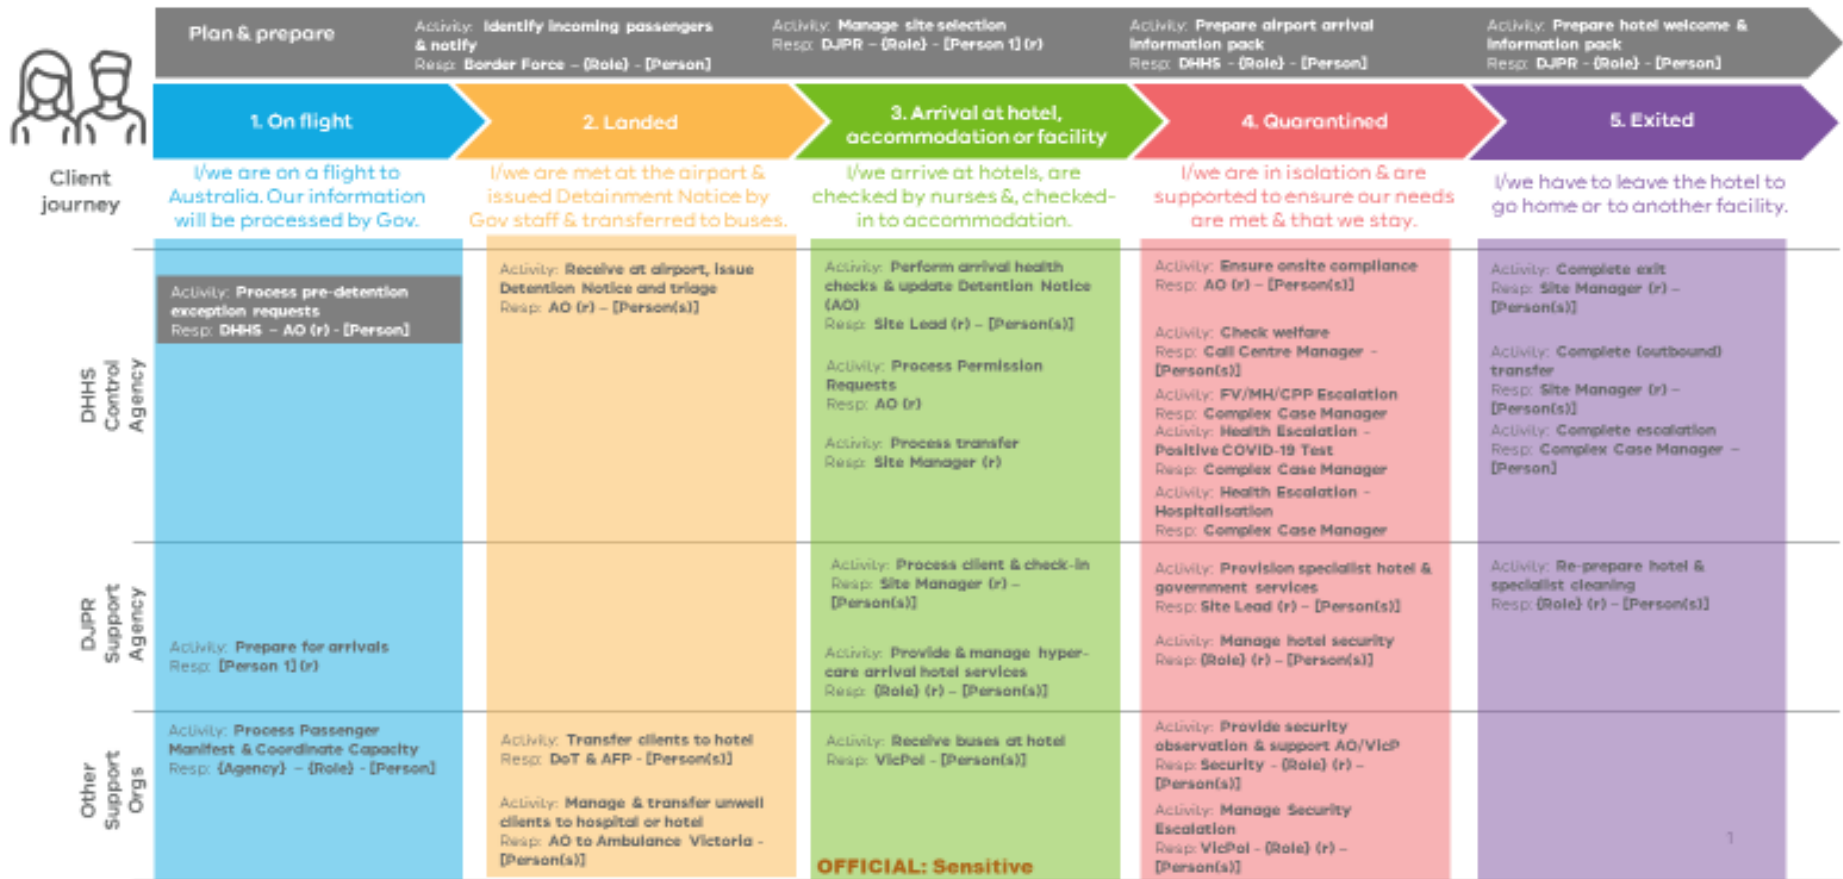 Plan & prepare
Activity: Identify incoming passengers
& notify
Resp: Border Force – {Role} - [Person]
Activity: Manage site selection
Resp: DJPR – {Role} - [Person 1] (r)
Activity: Prepare airport arrival
information pack
Resp: DHHS - {Role} - [Person]
Activity: Prepare hotel welcome &
information pack
Resp: DJPR - {Role} - [Person]
Client
journey
1. On flight
2. Landed
3. Arrival at hotel,
accommodation or facility
4. Quarantined
5. Exited
I/we are on a flight to
Australia. Our information
will be processed by Gov.
I/we are met at the airport &
issued Detainment Notice by
Gov staff & transferred to buses.
I/we arrive at hotels, are
checked by nurses &, checked-
in to accommodation.
I/we are in isolation & are
supported to ensure our needs
are met & that we stay.
I/we have to leave the hotel to
go home or to another facility.
DHHS
Control
Agency
Activity: Process pre-detention
exception requests
Resp: DHHS – AO (r) - [Person]
Activity: Receive at airport, issue
Detention Notice and triage
Resp: AO (r) – [Person(s)]
Activity: Perform arrival health
checks & update Detention Notice
(AO)
Resp: Site Lead (r) – [Person(s)]
Activity: Process Permission
Requests
Resp: AO (r)
Activity: Process transfer
Resp: Site Manager (r)
Activity: Ensure onsite compliance
Resp: AO (r) – [Person(s)]
Activity: Check welfare
Resp: Call Centre Manager -
[Person(s)]
Activity: FV/MH/CPP Escalation
Resp: Complex Case Manager
Activity: Health Escalation -
Positive COVID-19 Test
Resp: Complex Case Manager
Activity: Health Escalation -
Hospitalisation
Resp: Complex Case Manager
Activity: Complete exit
Resp: Site Manager (r) –
[Person(s)]
Activity: Complete (outbound)
transfer
Resp: Site Manager (r) –
[Person(s)]
Activity: Complete escalation
Resp: Complex Case Manager –
[Person]
DJPR
Support
Agency
Activity: Prepare for arrivals
Resp: [Person 1] (r)
Activity: Process client & check-in
Resp: Site Manager (r) –
[Person(s)]
Activity: Provide & manage hyper-
care arrival hotel services
Resp: {Role} (r) – [Person(s)]
Activity: Provision specialist hotel &
government services
Resp: Site Lead (r) – [Person(s)]
Activity: Manage hotel security
Resp: {Role} (r) – [Person(s)]
Activity: Re-prepare hotel &
specialist cleaning
Resp: {Role} (r) – [Person(s)]
Other
Support
Orgs
Activity: Process Passenger
Manifest & Coordinate Capacity
Resp: {Agency} – {Role} - [Person]
Activity: Transfer clients to hotel
Resp: DoT & AFP - [Person(s)]
Activity: Manage & transfer unwell
clients to hospital or hotel
Resp: AO to Ambulance Victoria -
[Person(s)]
Activity: Receive buses at hotel
Resp: VicPol - [Person(s)]
Activity: Provide security
observation & support AO/VicP
Resp: Security - {Role} (r) –
[Person(s)]
Activity: Manage Security
Escalation
Resp: VicPol - {Role} (r) –
[Person(s)]
OFFICIAL: Sensitive
1